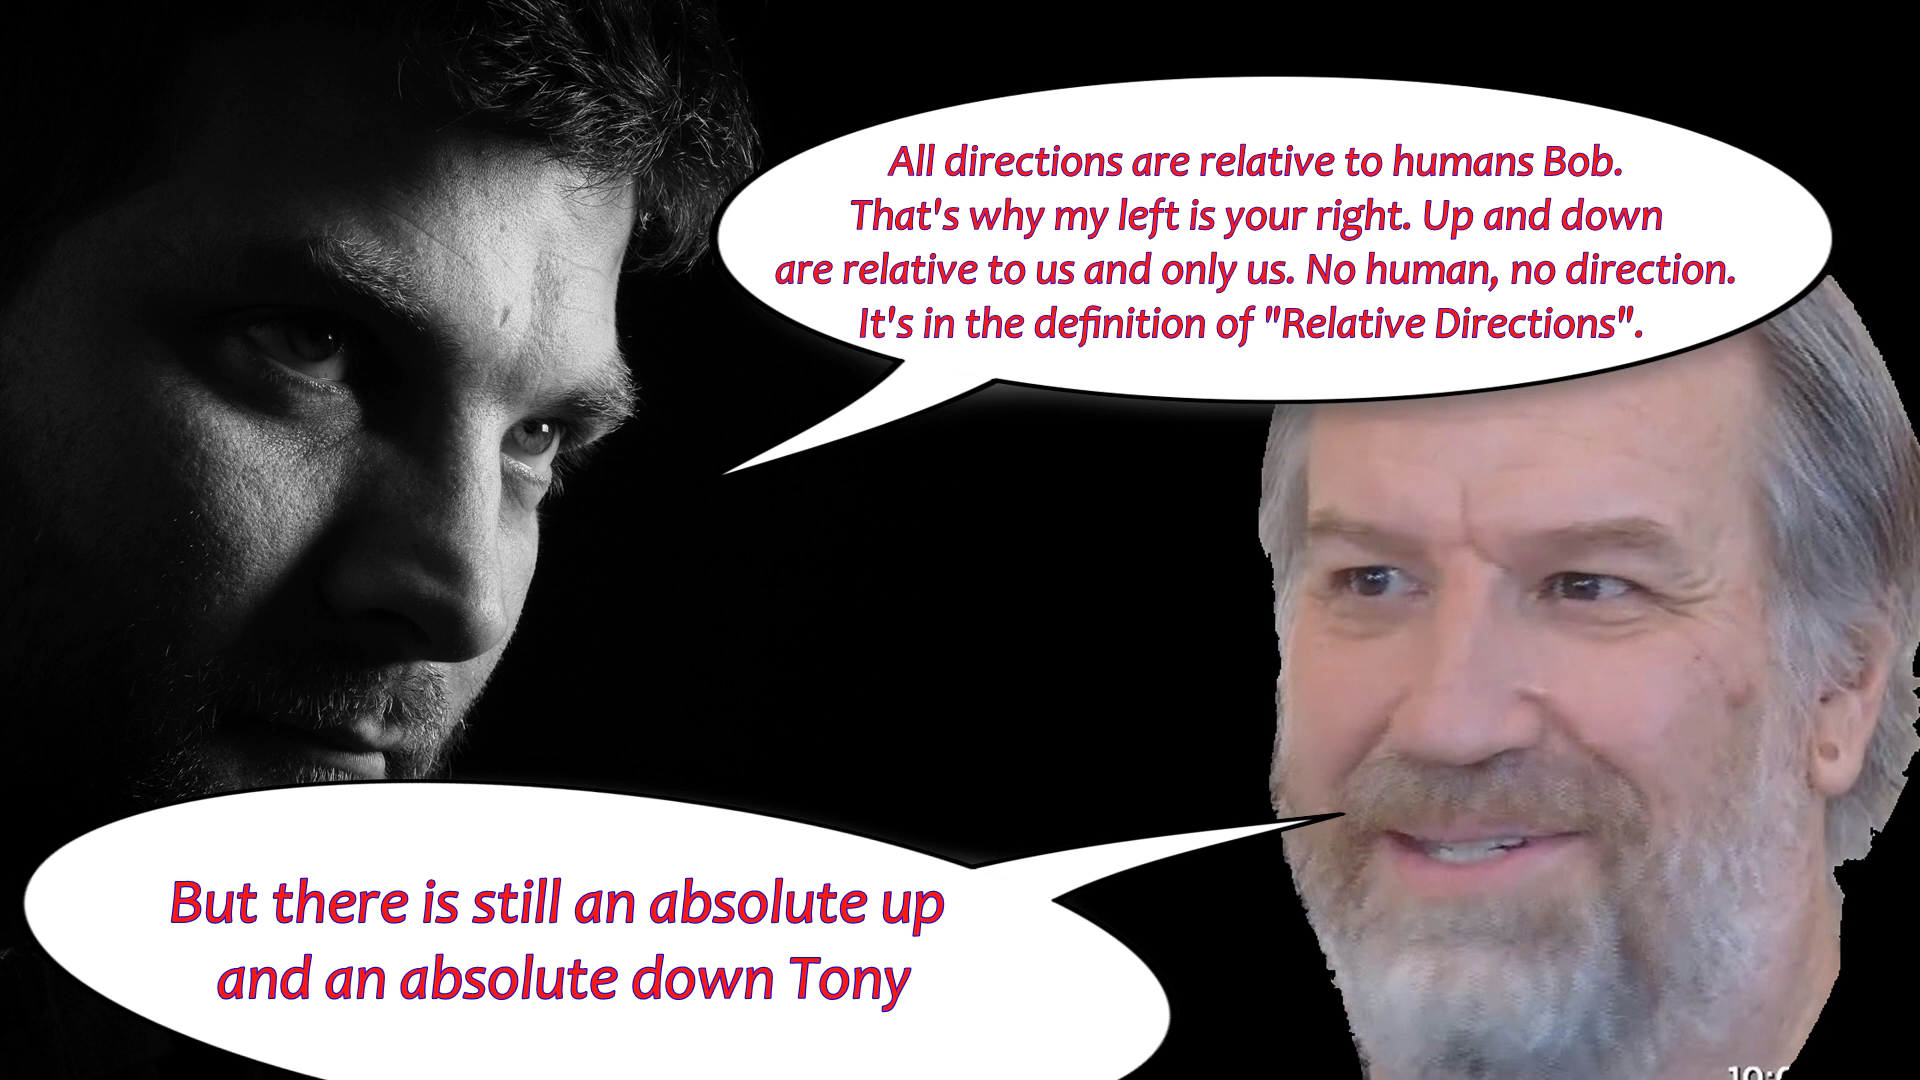 All directions are relative to humans Bob.
That's why my left is your right. Up and down
are relative to us and only us. No human, no direction.
It's in the definition of "Relative Directions".
But there is still an absolute up
and an absolute down Tony